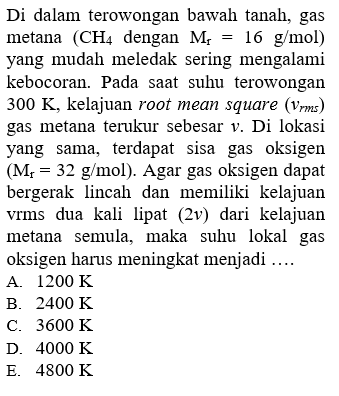 Di dalam terowongan bawah tanah, gas
metana (CH₄ dengan Mᵣ = 16 g/mol)
yang mudah meledak sering mengalami
kebocoran. Pada saat suhu terowongan
300 K, kelajuan root mean square (vᵣₘₛ)
gas metana terukur sebesar v. Di lokasi
yang sama, terdapat sisa gas oksigen
(Mᵣ = 32 g/mol). Agar gas oksigen dapat
bergerak lincah dan memiliki kelajuan
vrms dua kali lipat (2v) dari kelajuan
metana semula, maka suhu lokal gas
oksigen harus meningkat menjadi ….
A. 1200 K
B. 2400 K
C. 3600 K
D. 4000 K
E. 4800 K